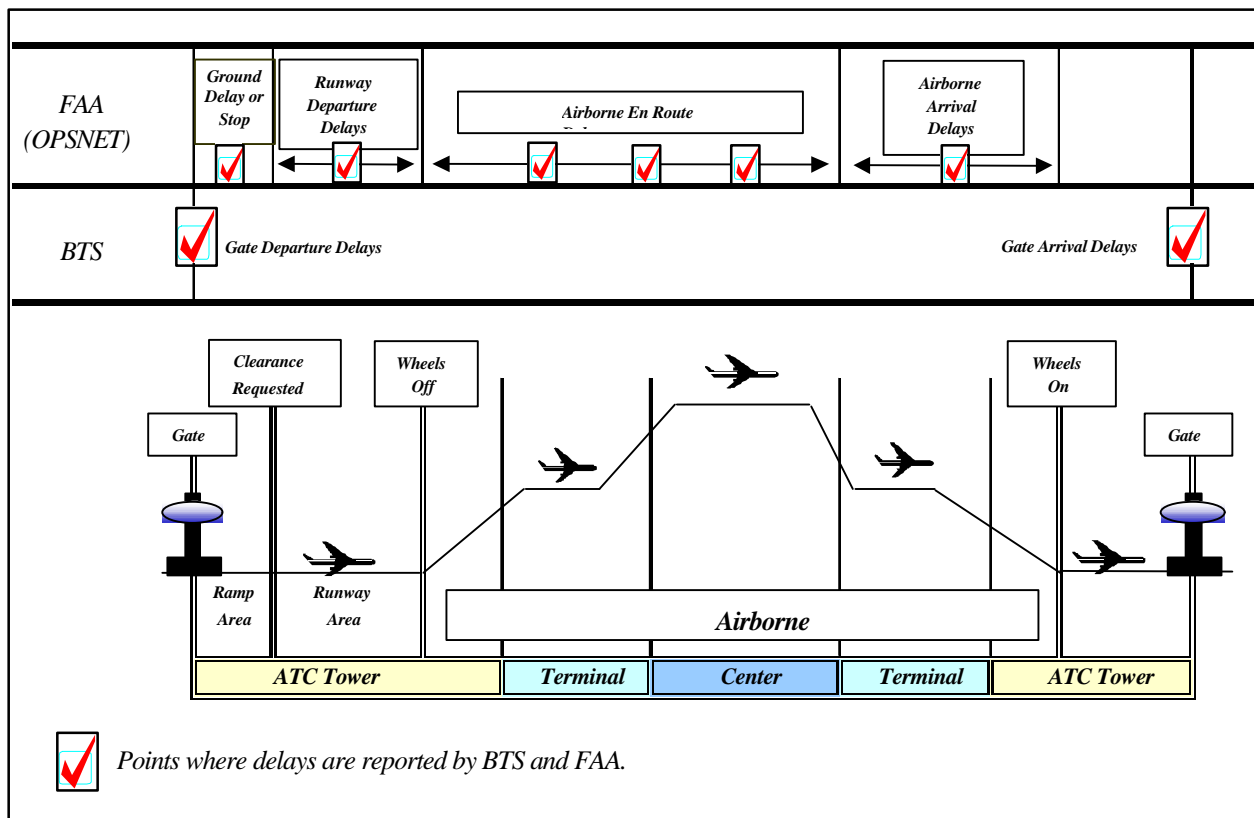 FAA
(OPSNET)
Ground
Delay or
Stop
Runway
Departure
Delays
Airborne En Route
Airborne
Arrival
Delays
BTS
Gate Departure Delays
Gate Arrival Delays
Clearance
Requested
Wheels
Off
Wheels
On
Gate
Gate
Ramp
Area
Runway
Area
Airborne
ATC Tower
Terminal
Center
Terminal
ATC Tower
Points where delays are reported by BTS and FAA.